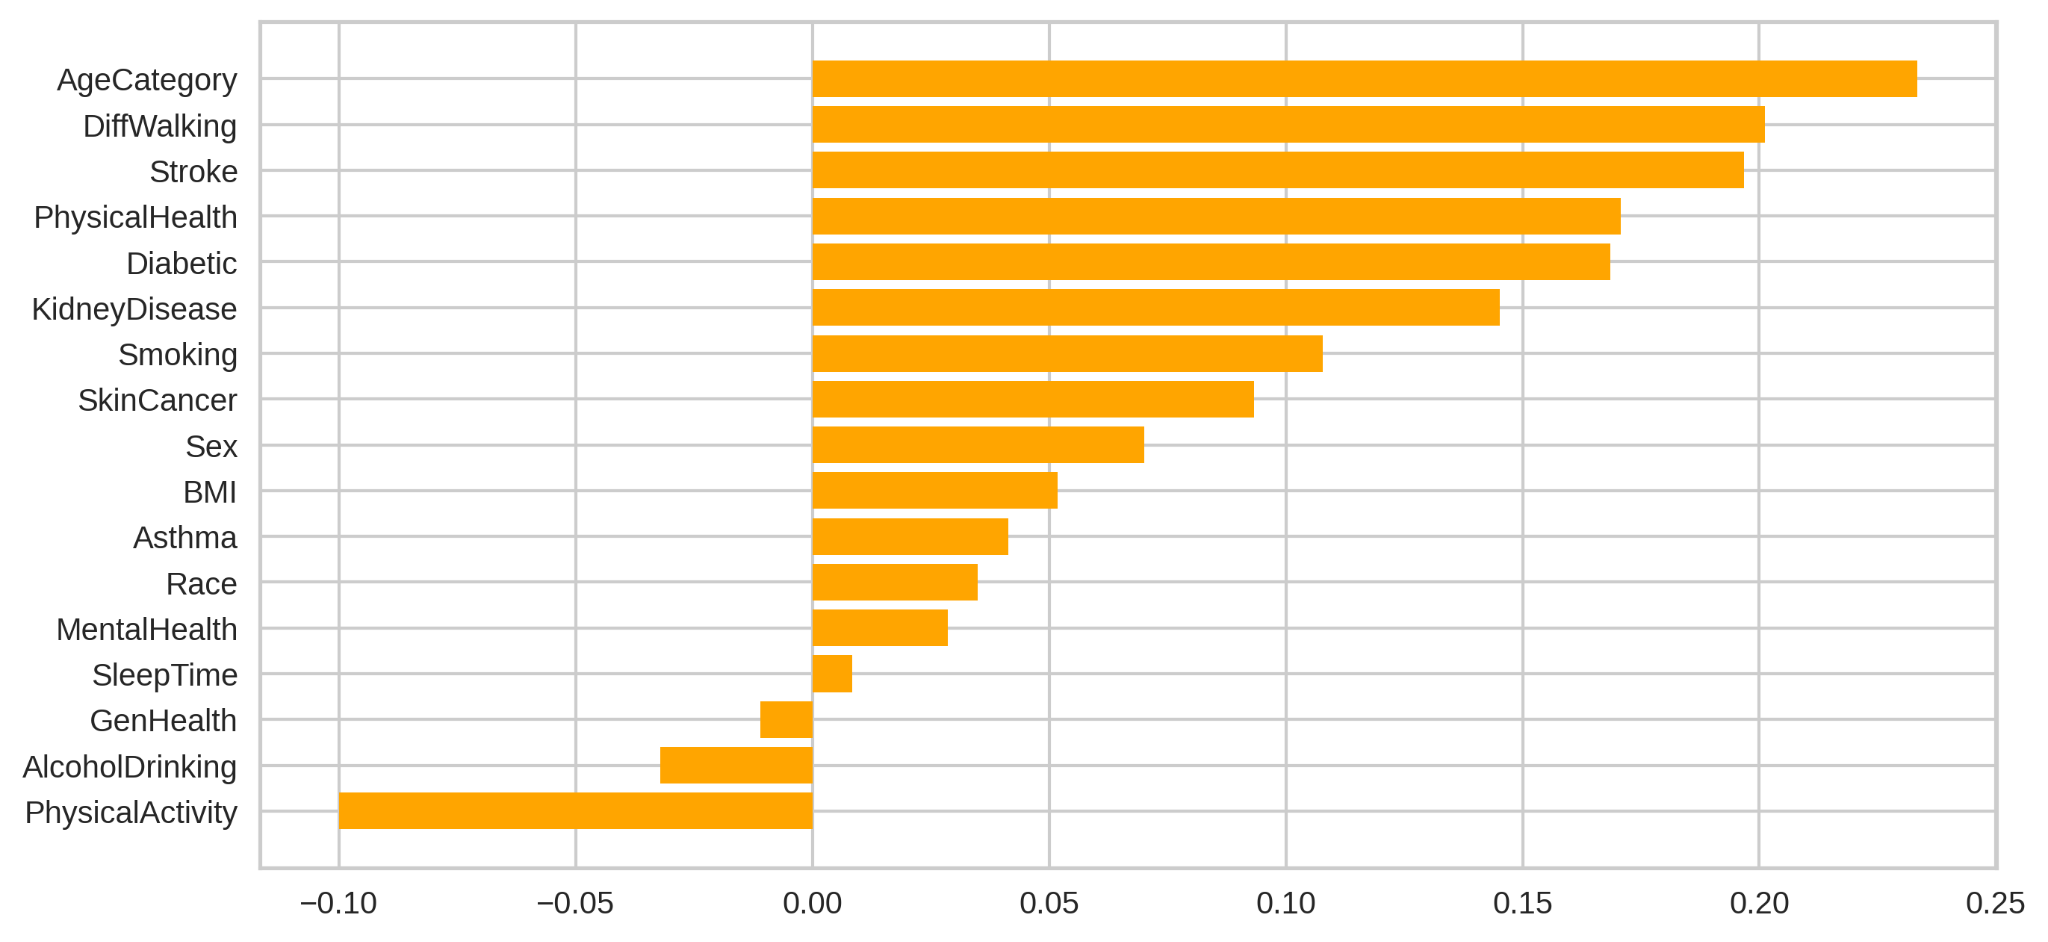 AgeCategory
DiffWalking
Stroke
PhysicalHealth
Diabetic
KidneyDisease
Smoking
SkinCancer
Sex
BMI
Asthma
Race
MentalHealth
SleepTime
GenHealth
AlcoholDrinking
PhysicalActivity
−0.10 −0.05 0.00 0.05 0.10 0.15 0.20 0.25